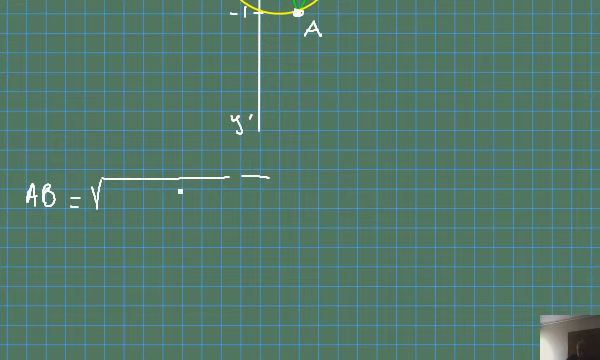 -1
A
y'
AB = √